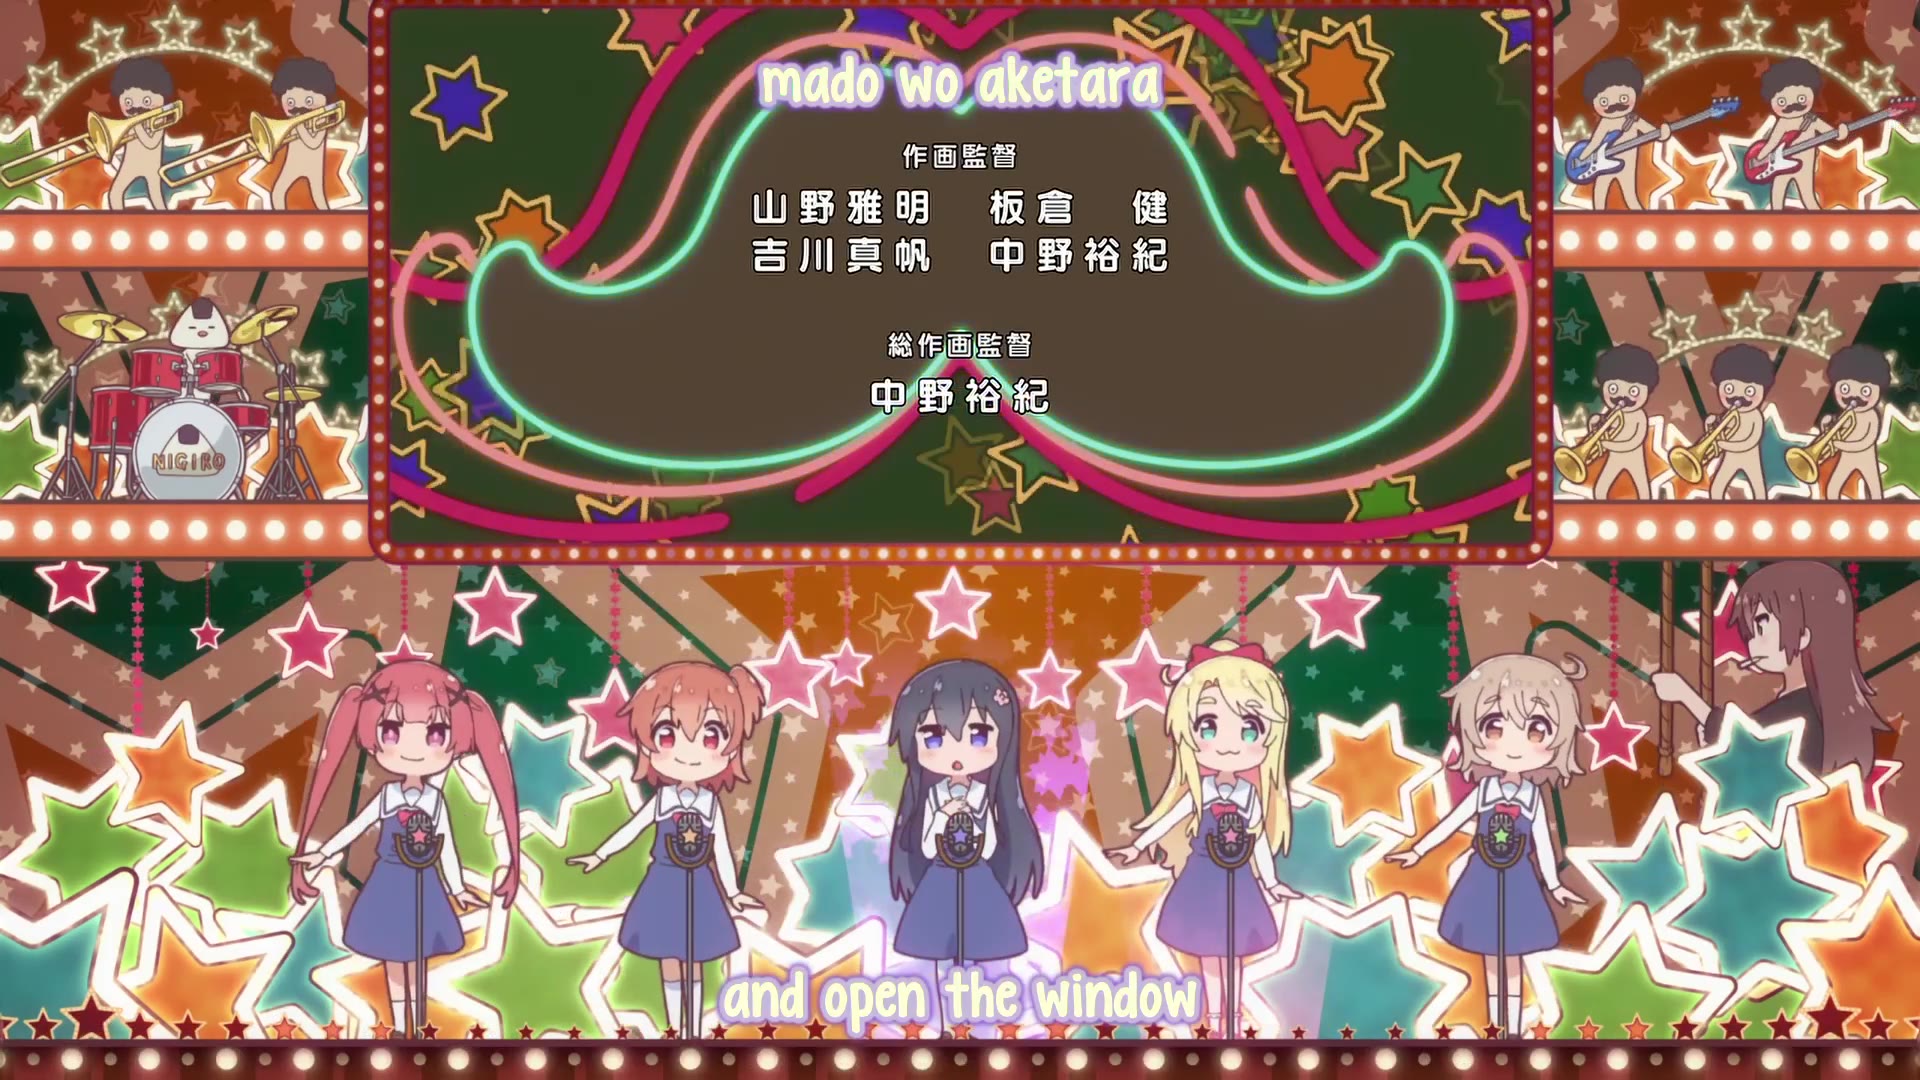 mado wo aketara
作画監督
山野雅明 板倉 健
吉川真帆 中野裕紀
総作画監督
中野裕紀
NIGIRO
and open the window